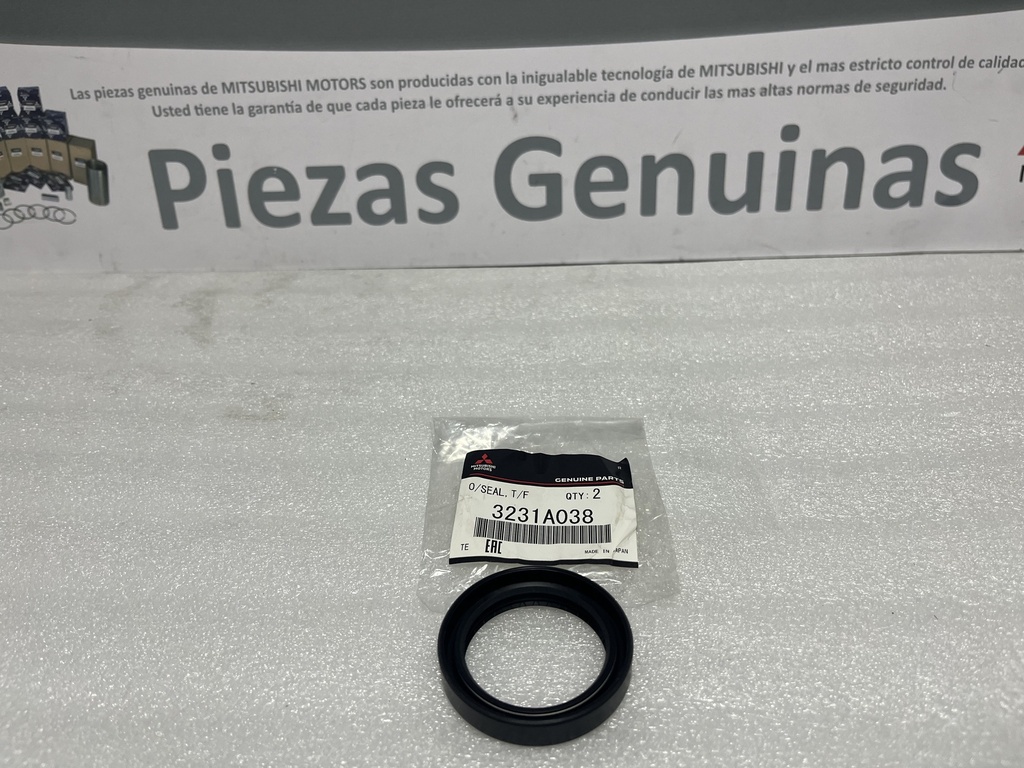 Las piezas genuinas de MITSUBISHI MOTORS son producidas con la inigualable tecnología de MITSUBISHI y el mas estricto control de calidad
Usted tiene la garantía de que cada pieza le ofrecerá a su experiencia de conducir las mas altas normas de seguridad.
Piezas Genuinas
MITSUBISHI
MOTORS
GENUINE PARTS
O/SEAL, T/F QTY: 2
3231A038
TE EAC MADE IN JAPAN